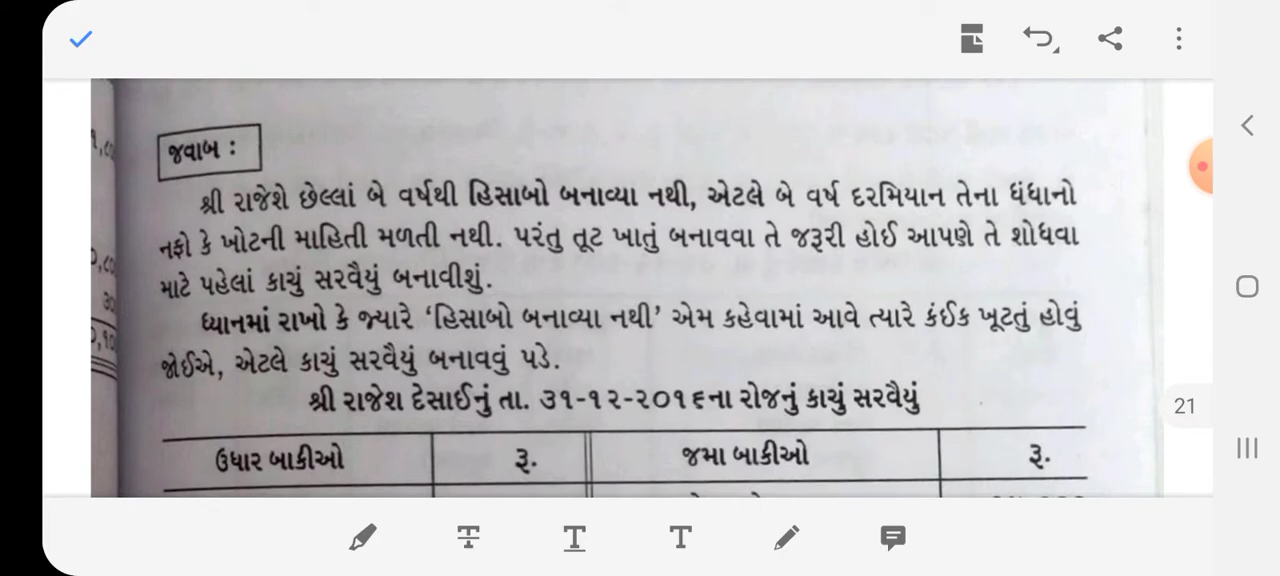 જવાબ :
શ્રી રાજેશે છેલ્લાં બે વર્ષથી હિસાબો બનાવ્યા નથી, એટલે બે વર્ષ દરમિયાન તેના ધંધાનો
નફો કે ખોટની માહિતી મળતી નથી. પરંતુ તૂટ ખાતું બનાવવા તે જરૂરી હોઈ આપણે તે શોધવા
માટે પહેલાં કાચું સરવૈયું બનાવીશું.
ધ્યાનમાં રાખો કે જ્યારે ‘હિસાબો બનાવ્યા નથી’ એમ કહેવામાં આવે ત્યારે કંઈક ખૂટતું હોવું
જોઈએ, એટલે કાચું સરવૈયું બનાવવું પડે.
શ્રી રાજેશ દેસાઈનું તા. ૩૧-૧૨-૨૦૧૬ના રોજનું કાચું સરવૈયું
ઉધાર બાકીઓ રૂ. જમા બાકીઓ રૂ.
21